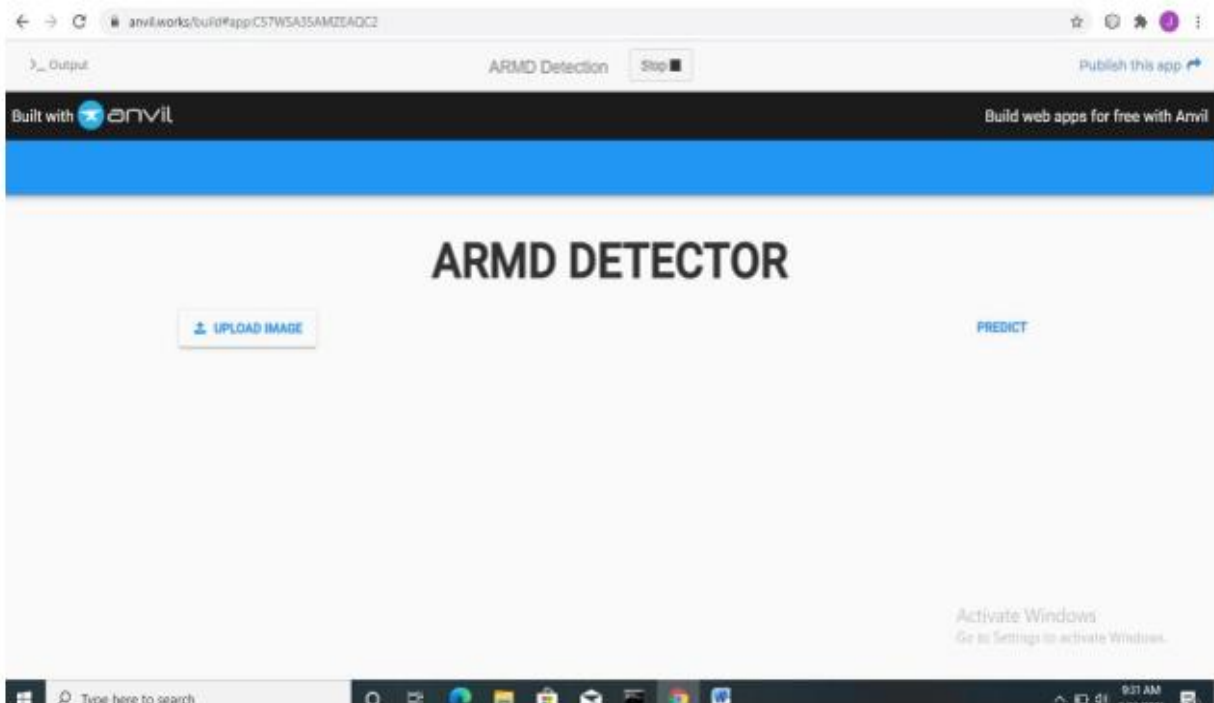 anvil.works/build#app:
Output
ARMD Detection
Stop
Publish this app
Built with anvil
Build web apps for free with Anvil
ARMD DETECTOR
UPLOAD IMAGE
PREDICT
Activate Windows
Go to Settings to activate Windows.
Type here to search
9:31 AM